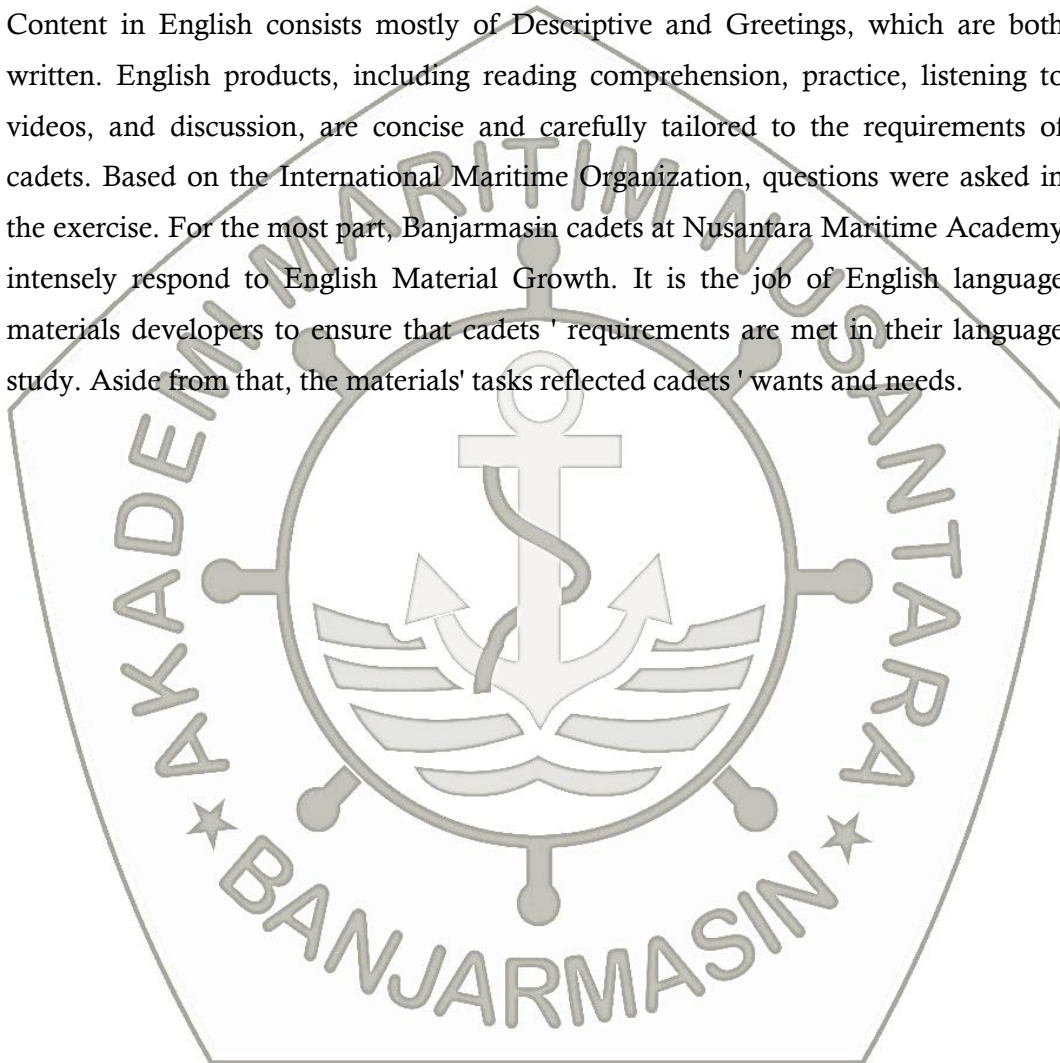 Content in English consists mostly of Descriptive and Greetings, which are both
written. English products, including reading comprehension, practice, listening to
videos, and discussion, are concise and carefully tailored to the requirements of
cadets. Based on the International Maritime Organization, questions were asked in
the exercise. For the most part, Banjarmasin cadets at Nusantara Maritime Academy
intensely respond to English Material Growth. It is the job of English language
materials developers to ensure that cadets ' requirements are met in their language
study. Aside from that, the materials' tasks reflected cadets ' wants and needs.
AKADEMI MARITIM NUSANTARA
BANJARMASIN